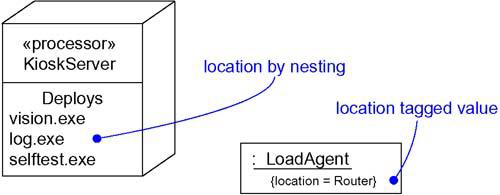 «processor»
KioskServer
Deploys
vision.exe
log.exe
selftest.exe
location by nesting
location tagged value
: LoadAgent
{location = Router}